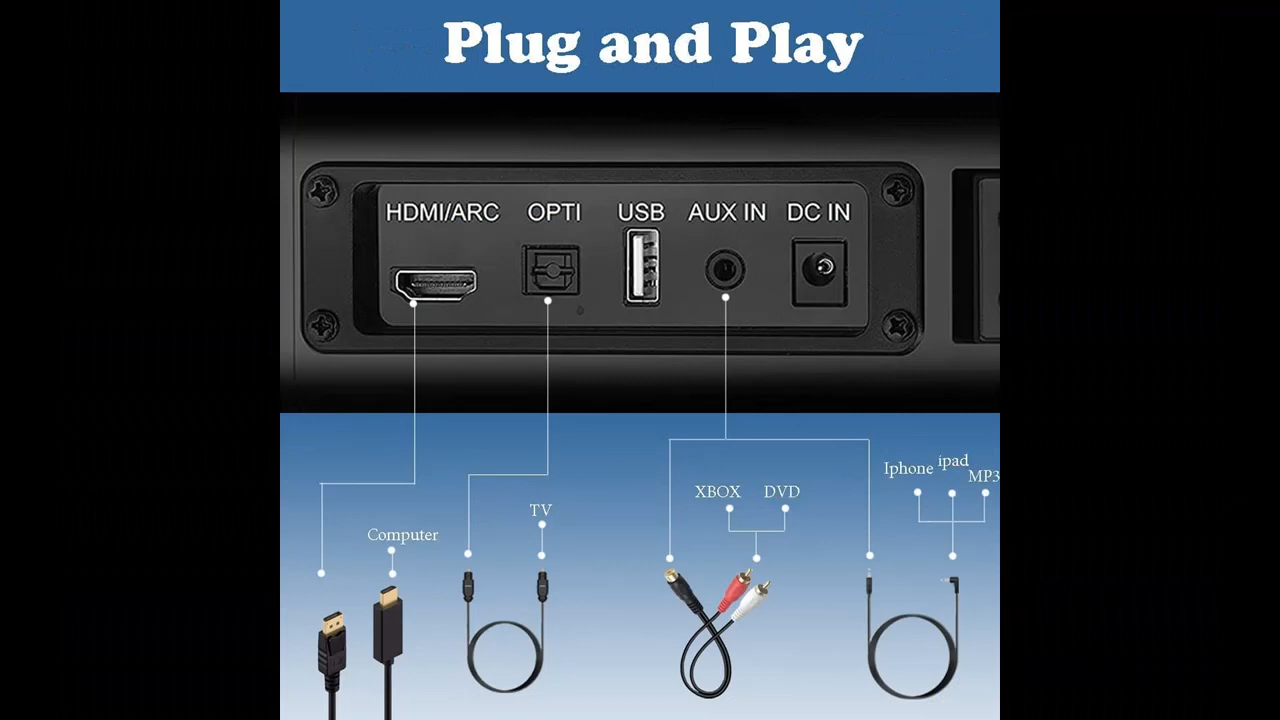 Plug and Play
HDMI/ARC OPTI USB AUX IN DC IN
Iphone ipad MP3
XBOX DVD
TV
Computer